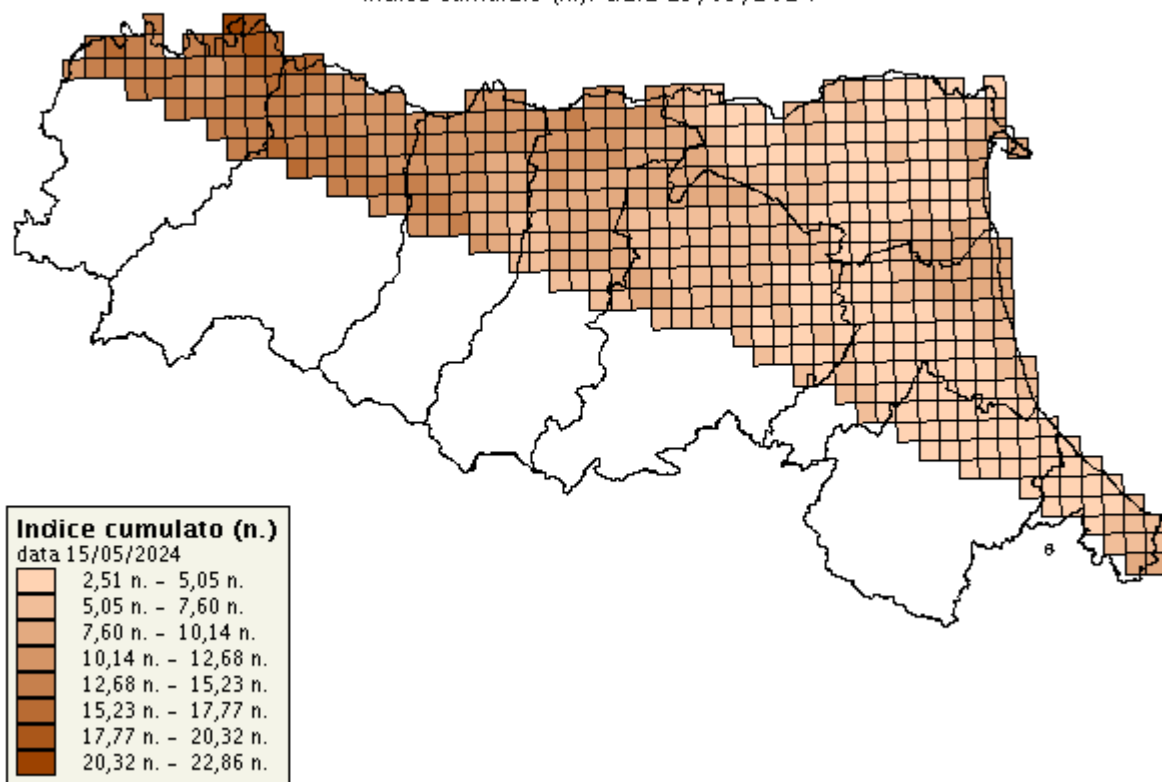 Indice cumulato (n.)
data 15/05/2024
2,51 n. - 5,05 n.
5,05 n. - 7,60 n.
7,60 n. - 10,14 n.
10,14 n. - 12,68 n.
12,68 n. - 15,23 n.
15,23 n. - 17,77 n.
17,77 n. - 20,32 n.
20,32 n. - 22,86 n.